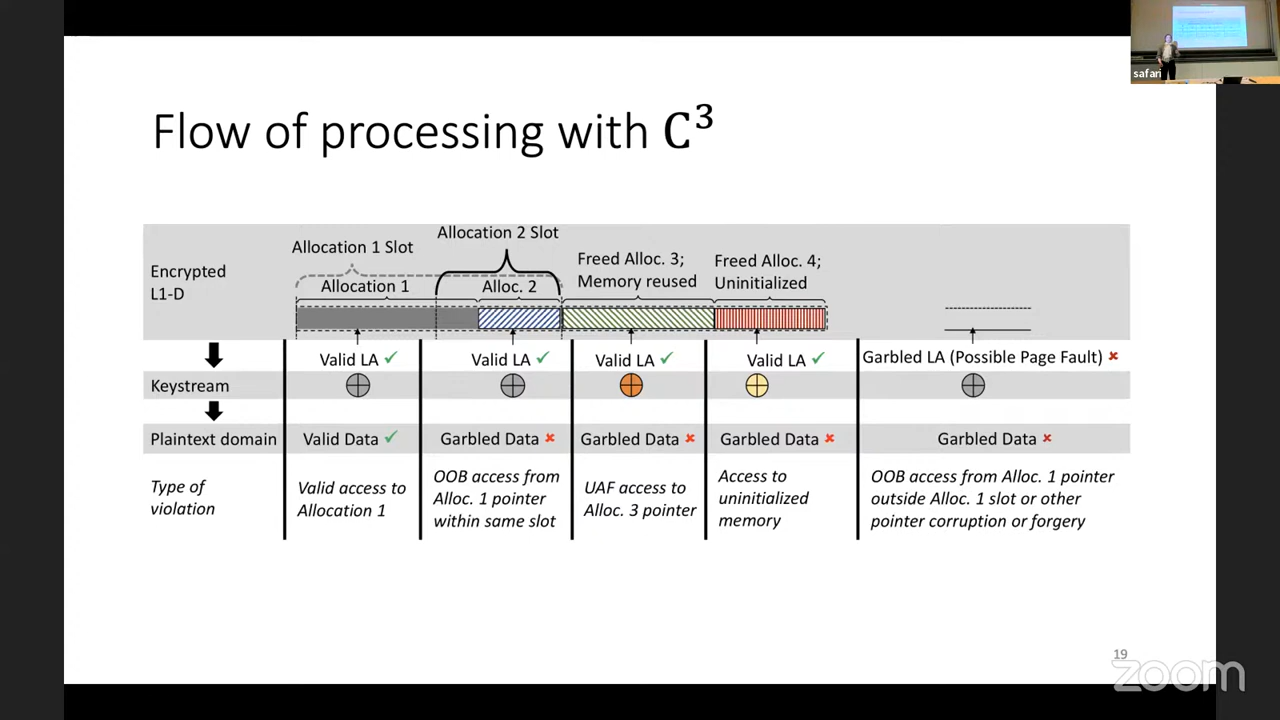 safari
Flow of processing with C³
Encrypted
L1-D
Allocation 1 Slot
Allocation 2 Slot
Allocation 1
Alloc. 2
Freed Alloc. 3;
Memory reused
Freed Alloc. 4;
Uninitialized
Valid LA ✓
Valid LA ✓
Valid LA ✓
Valid LA ✓
Garbled LA (Possible Page Fault) ✘
Keystream
Plaintext domain
Valid Data ✓
Garbled Data ✘
Garbled Data ✘
Garbled Data ✘
Garbled Data ✘
Type of
violation
Valid access to
Allocation 1
OOB access from
Alloc. 1 pointer
within same slot
UAF access to
Alloc. 3 pointer
Access to
uninitialized
memory
OOB access from Alloc. 1 pointer
outside Alloc. 1 slot or other
pointer corruption or forgery
19
zoom